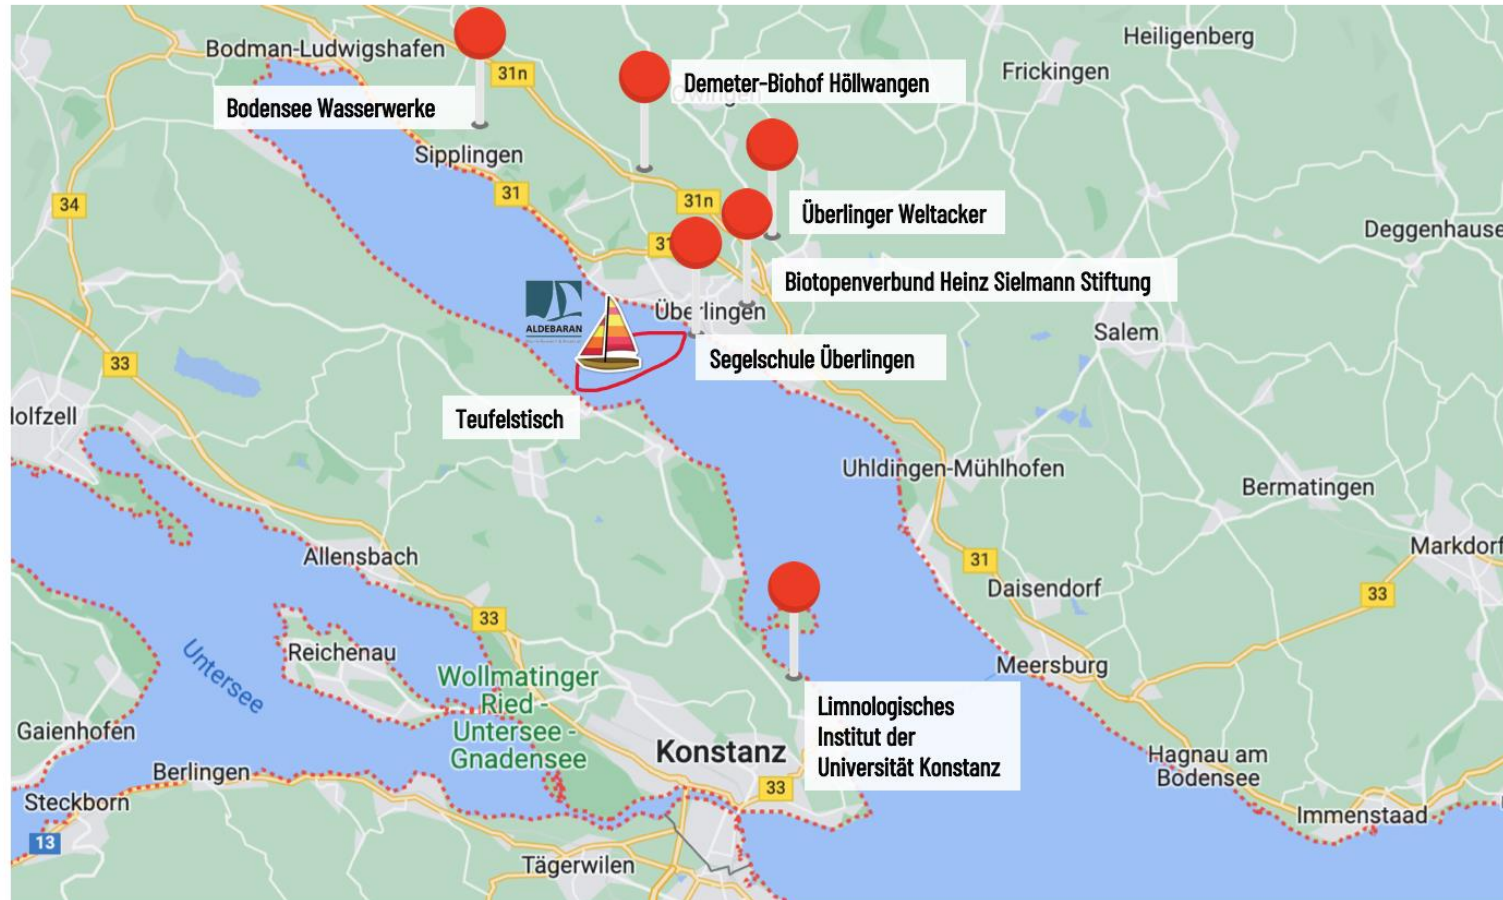 Bodman-Ludwigshafen
Heiligenberg
Frickingen
31n
Demeter-Biohof Höllwangen
Owingen
Bodensee Wasserwerke
Sipplingen
31
34
31n
Überlinger Weltacker
Deggenhause
31
Biotopenverbund Heinz Sielmann Stiftung
Überlingen
ALDEBARAN
Salem
33
Segelschule Überlingen
Teufelstisch
lolfzell
Uhldingen-Mühlhofen
Bermatingen
Allensbach
31
Markdorf
Daisendorf
33
33
Reichenau
Untersee
Wollmatinger
Ried -
Untersee -
Gnadensee
Meersburg
Limnologisches
Institut der
Universität Konstanz
Gaienhofen
Konstanz
Hagnau am
Bodensee
Berlingen
33
Steckborn
Immenstaad
13
Tägerwilen